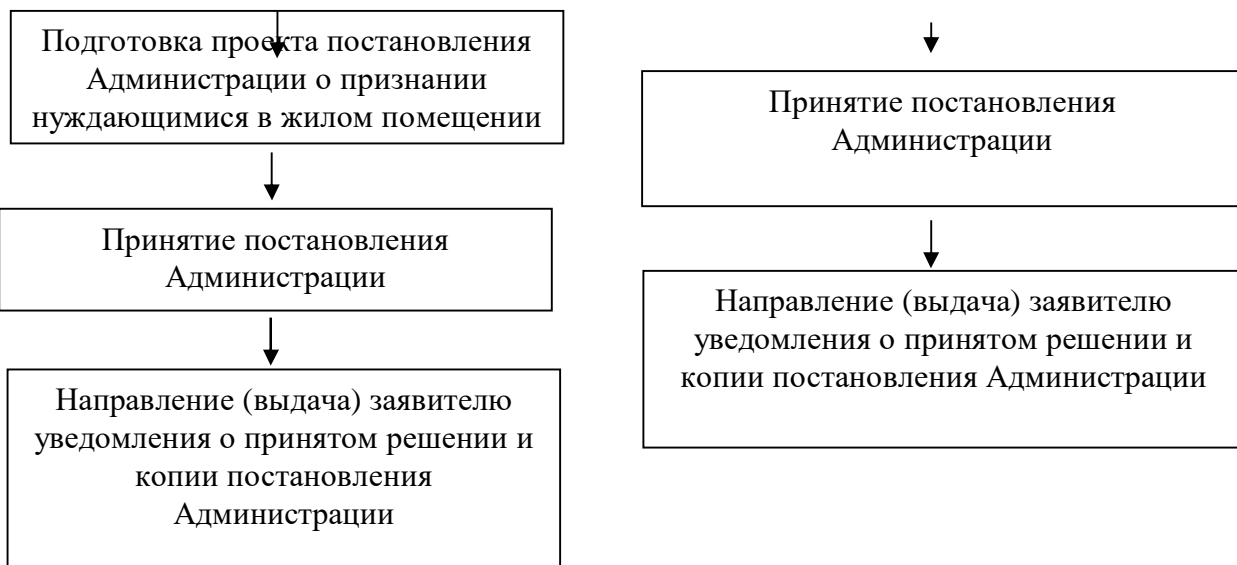 Подготовка проекта постановления
Администрации о признании
нуждающимися в жилом помещении
Принятие постановления
Администрации
Направление (выдача) заявителю
уведомления о принятом решении и
копии постановления
Администрации
Принятие постановления
Администрации
Направление (выдача) заявителю
уведомления о принятом решении и
копии постановления Администрации